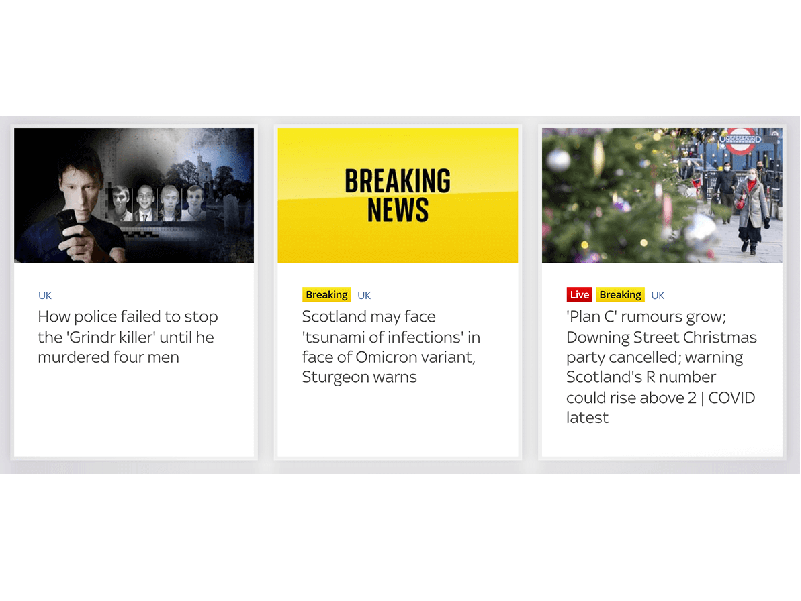 UNDERGROUND
BREAKING
NEWS
UK
How police failed to stop
the 'Grindr killer' until he
murdered four men
Breaking UK
Scotland may face
'tsunami of infections' in
face of Omicron variant,
Sturgeon warns
Live Breaking UK
'Plan C' rumours grow;
Downing Street Christmas
party cancelled; warning
Scotland's R number
could rise above 2 | COVID
latest